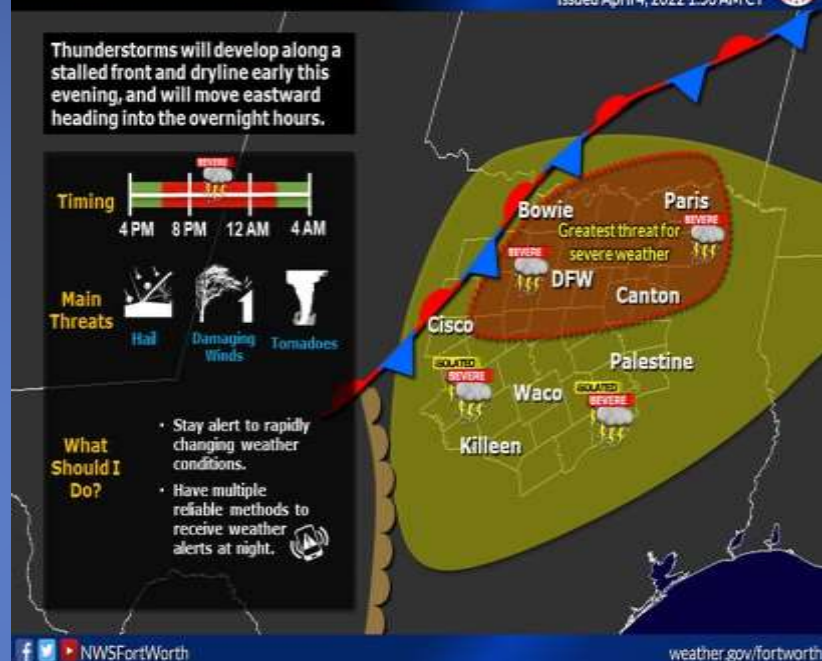 Issued April 4, 2022 1:50 AM CT
Thunderstorms will develop along a
stalled front and dryline early this
evening, and will move eastward
heading into the overnight hours.
Timing
SEVERE
4 PM 8 PM 12 AM 4 AM
Main
Threats
Hail
Damaging
Winds
Tornadoes
What
Should I
Do?
• Stay alert to rapidly
changing weather
conditions.
• Have multiple
reliable methods to
receive weather
alerts at night.
Bowie
Paris
Greatest threat for
severe weather
SEVERE
SEVERE
DFW
Canton
Cisco
Palestine
ISOLATED
SEVERE
Waco
ISOLATED
SEVERE
Killeen
NWSFortWorth
weather.gov/fortworth